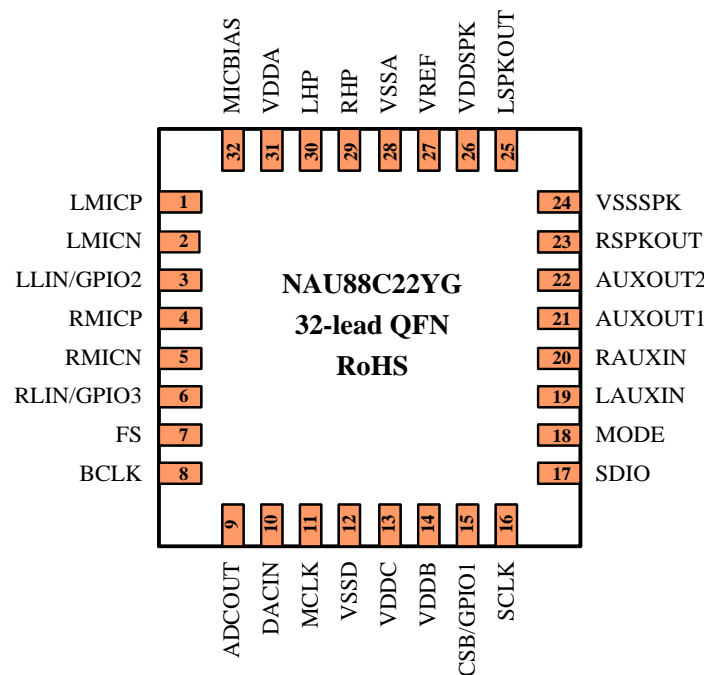 MICBIAS
VDDA
LHP
RHP
VSSA
VREF
VDDSPK
LSPKOUT
32
31
30
29
28
27
26
25
LMICP 1
LMICN 2
LLIN/GPIO2 3
RMICP 4
RMICN 5
RLIN/GPIO3 6
FS 7
BCLK 8
NAU88C22YG
32-lead QFN
RoHS
24 VSSSPK
23 RSPKOUT
22 AUXOUT2
21 AUXOUT1
20 RAUXIN
19 LAUXIN
18 MODE
17 SDIO
9
10
11
12
13
14
15
16
ADCOUT
DACIN
MCLK
VSSD
VDDC
VDDB
CSB/GPIO1
SCLK